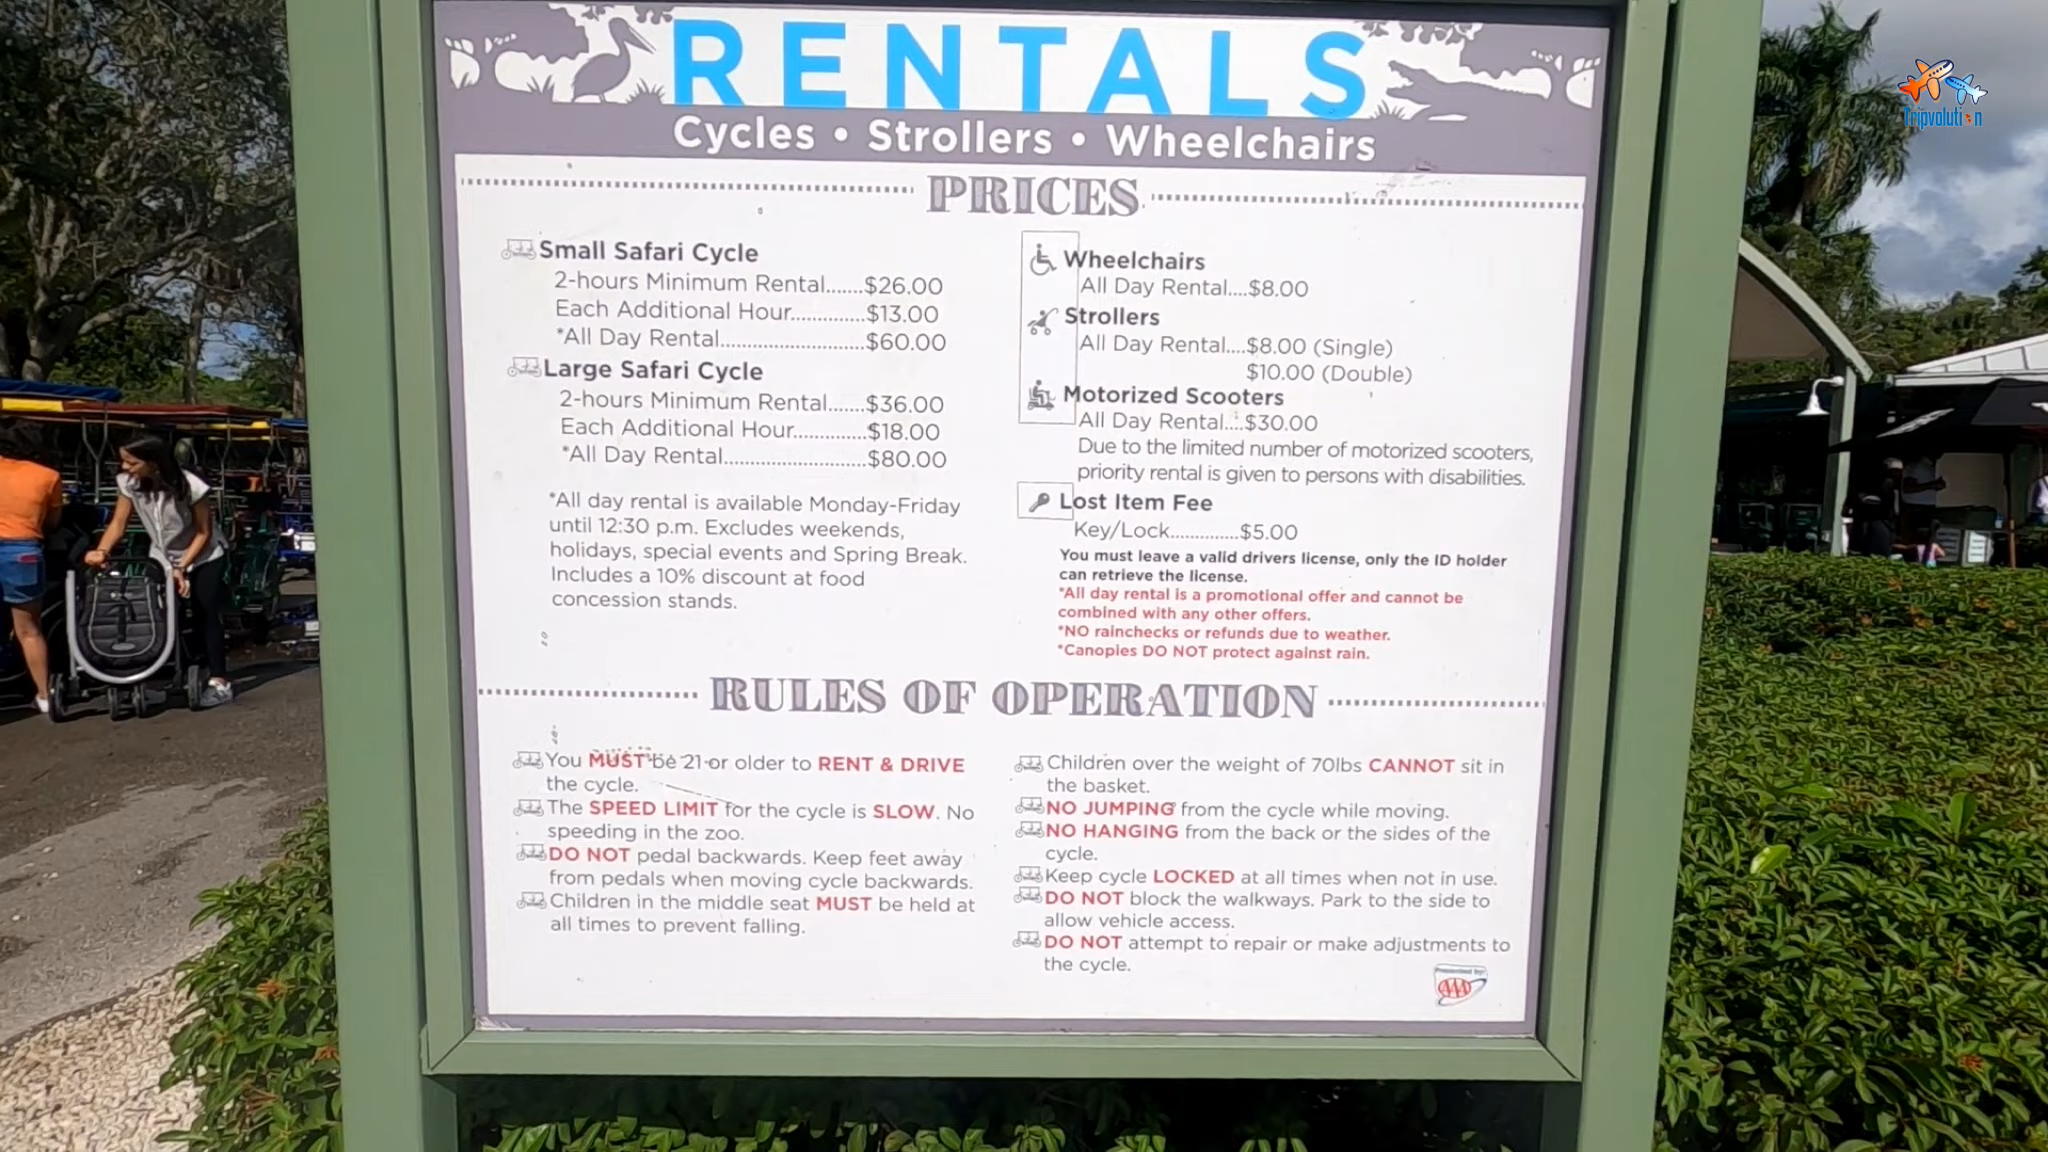 RENTALS
Cycles • Strollers • Wheelchairs
PRICES
Small Safari Cycle
2-hours Minimum Rental.......$26.00
Each Additional Hour..............$13.00
*All Day Rental...........................$60.00
Large Safari Cycle
2-hours Minimum Rental.......$36.00
Each Additional Hour..............$18.00
*All Day Rental...........................$80.00
*All day rental is available Monday-Friday
until 12:30 p.m. Excludes weekends,
holidays, special events and Spring Break.
Includes a 10% discount at food
concession stands.
Wheelchairs
All Day Rental....$8.00
Strollers
All Day Rental....$8.00 (Single)
$10.00 (Double)
Motorized Scooters
All Day Rental....$30.00
Due to the limited number of motorized scooters,
priority rental is given to persons with disabilities.
Lost Item Fee
Key/Lock.............$5.00
You must leave a valid drivers license, only the ID holder
can retrieve the license.
*All day rental is a promotional offer and cannot be
combined with any other offers.
*NO rainchecks or refunds due to weather.
*Canopies DO NOT protect against rain.
RULES OF OPERATION
You MUST be 21 or older to RENT & DRIVE
the cycle.
The SPEED LIMIT for the cycle is SLOW. No
speeding in the zoo.
DO NOT pedal backwards. Keep feet away
from pedals when moving cycle backwards.
Children in the middle seat MUST be held at
all times to prevent falling.
Children over the weight of 70lbs CANNOT sit in
the basket.
NO JUMPING from the cycle while moving.
NO HANGING from the back or the sides of the
cycle.
Keep cycle LOCKED at all times when not in use.
DO NOT block the walkways. Park to the side to
allow vehicle access.
DO NOT attempt to repair or make adjustments to
the cycle.
Presented by:
AAA
Tripvolution